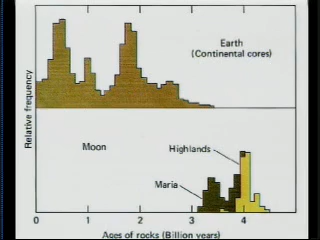 Earth
(Continental cores)
Relative frequency
Moon
Highlands
Maria
0 1 2 3 4
Ages of rocks (Billion years)